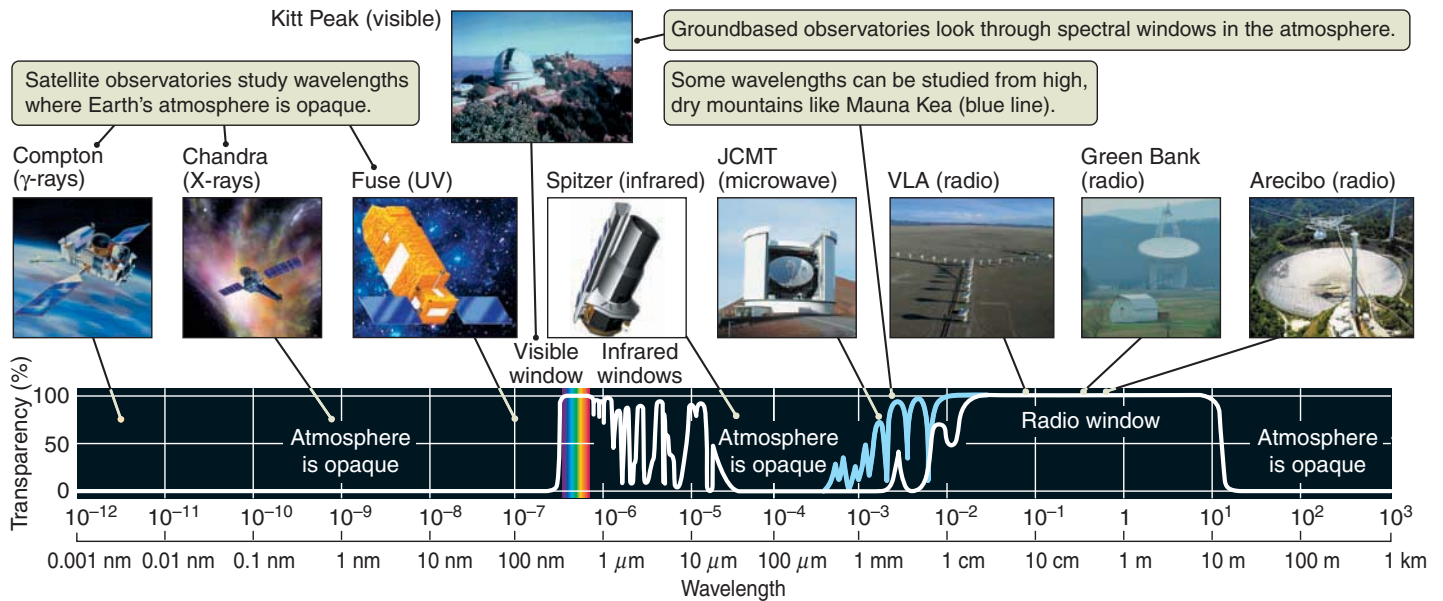 Kitt Peak (visible)
Groundbased observatories look through spectral windows in the atmosphere.
Satellite observatories study wavelengths
where Earth's atmosphere is opaque.
Some wavelengths can be studied from high,
dry mountains like Mauna Kea (blue line).
Compton
(γ-rays)
Chandra
(X-rays)
Fuse (UV)
Spitzer (infrared)
JCMT
(microwave)
VLA (radio)
Green Bank
(radio)
Arecibo (radio)
Visible
window
Infrared
windows
Transparency (%)
100
50
0
Atmosphere
is opaque
Atmosphere
is opaque
Radio window
Atmosphere
is opaque
10⁻¹² 10⁻¹¹ 10⁻¹⁰ 10⁻⁹ 10⁻⁸ 10⁻⁷ 10⁻⁶ 10⁻⁵ 10⁻⁴ 10⁻³ 10⁻² 10⁻¹ 1 10¹ 10² 10³
0.001 nm 0.01 nm 0.1 nm 1 nm 10 nm 100 nm 1 μm 10 μm 100 μm 1 mm 1 cm 10 cm 1 m 10 m 100 m 1 km
Wavelength